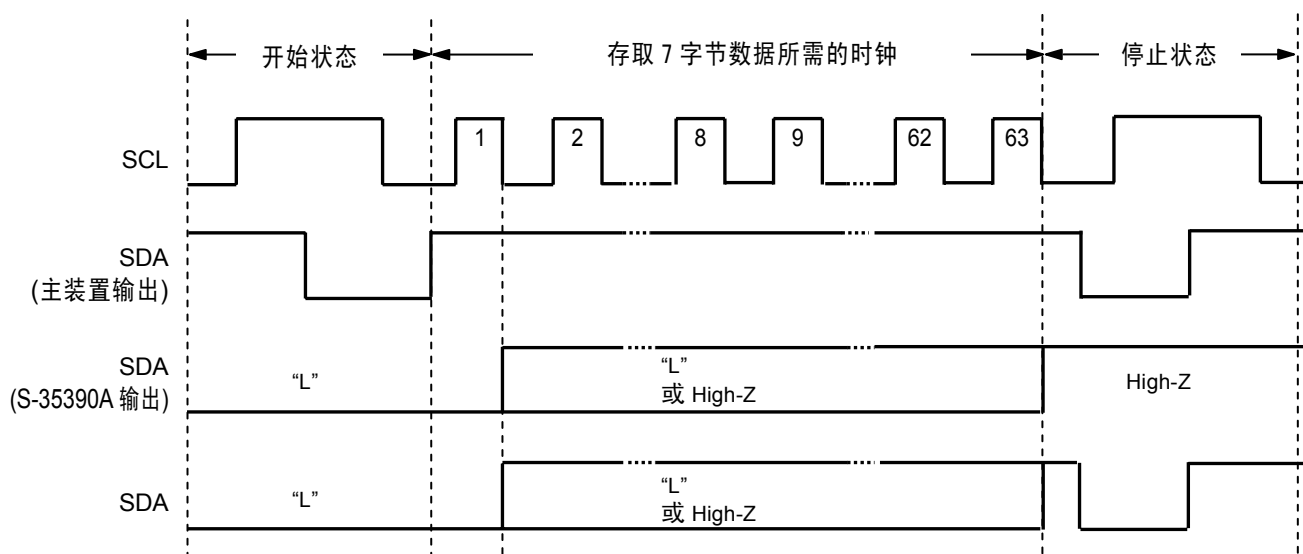 开始状态
存取 7 字节数据所需的时钟
停止状态
SCL
1
2
8
9
62
63
SDA
(主装置输出)
SDA
(S-35390A 输出)
“L”
“L”
或 High-Z
High-Z
SDA
“L”
“L”
或 High-Z